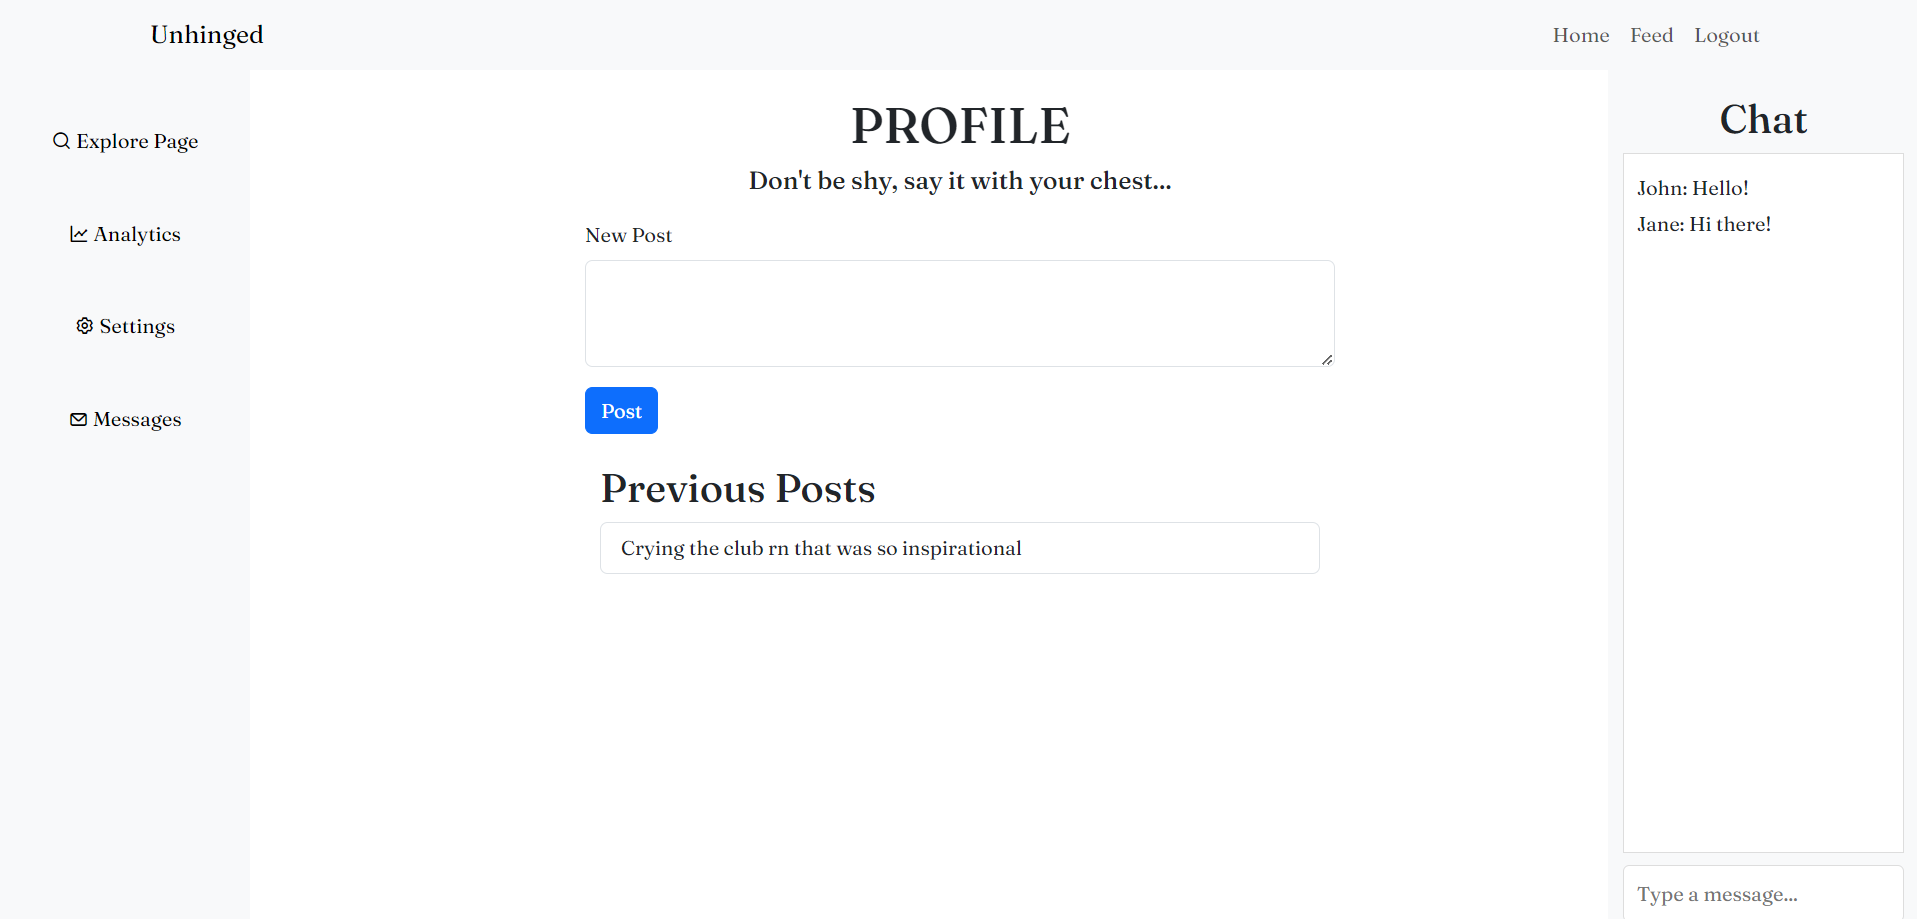 Unhinged
Home Feed Logout
Explore Page
Analytics
Settings
Messages
PROFILE
Don't be shy, say it with your chest...
New Post
Post
Previous Posts
Crying the club rn that was so inspirational
Chat
John: Hello!
Jane: Hi there!
Type a message...